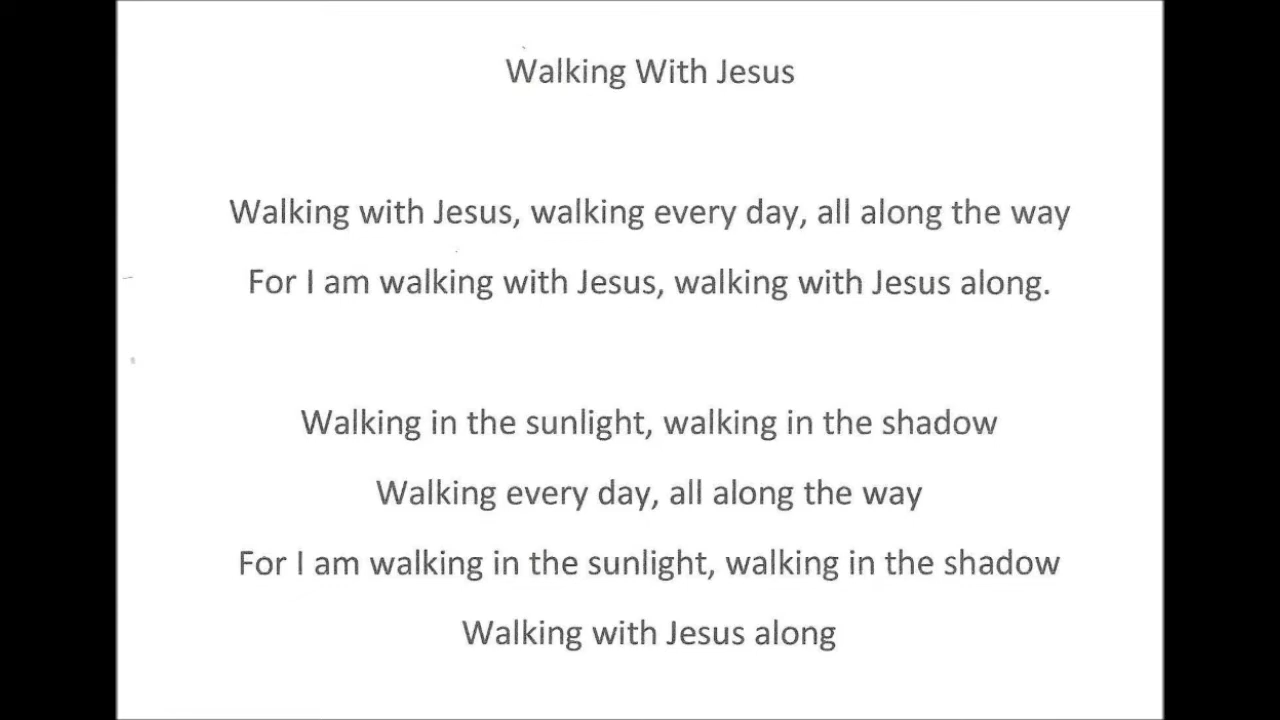 Walking With Jesus
Walking with Jesus, walking every day, all along the way
For I am walking with Jesus, walking with Jesus along.
Walking in the sunlight, walking in the shadow
Walking every day, all along the way
For I am walking in the sunlight, walking in the shadow
Walking with Jesus along